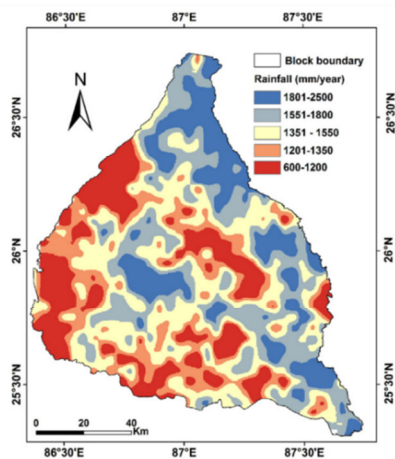 86°30'E 87°E 87°30'E
N
Block boundary
Rainfall (mm/year)
1801-2500
1551-1800
1351 - 1550
1201-1350
600-1200
26°30'N 26°30'N
26°N 26°N
25°30'N 25°30'N
0 20 40
Km
86°30'E 87°E 87°30'E